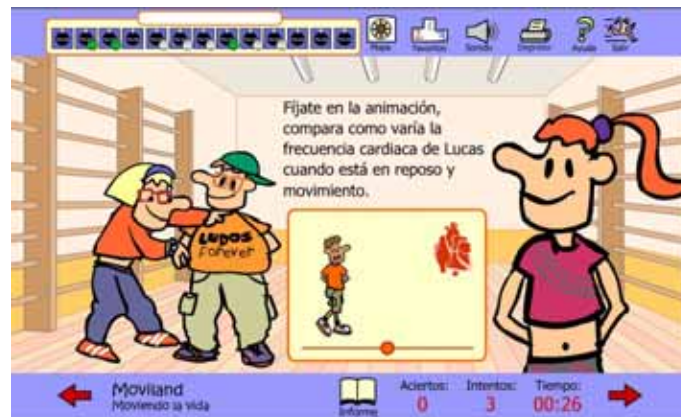 Mapa Favoritos Sonido Imprimir Ayuda Salir
Fíjate en la animación,
compara como varía la
frecuencia cardiaca de Lucas
cuando está en reposo y
movimiento.
LUDOS
Forever
Moviland
Moviendo la vida
Informe
Aciertos: Intentos: Tiempo:
0 3 00:26